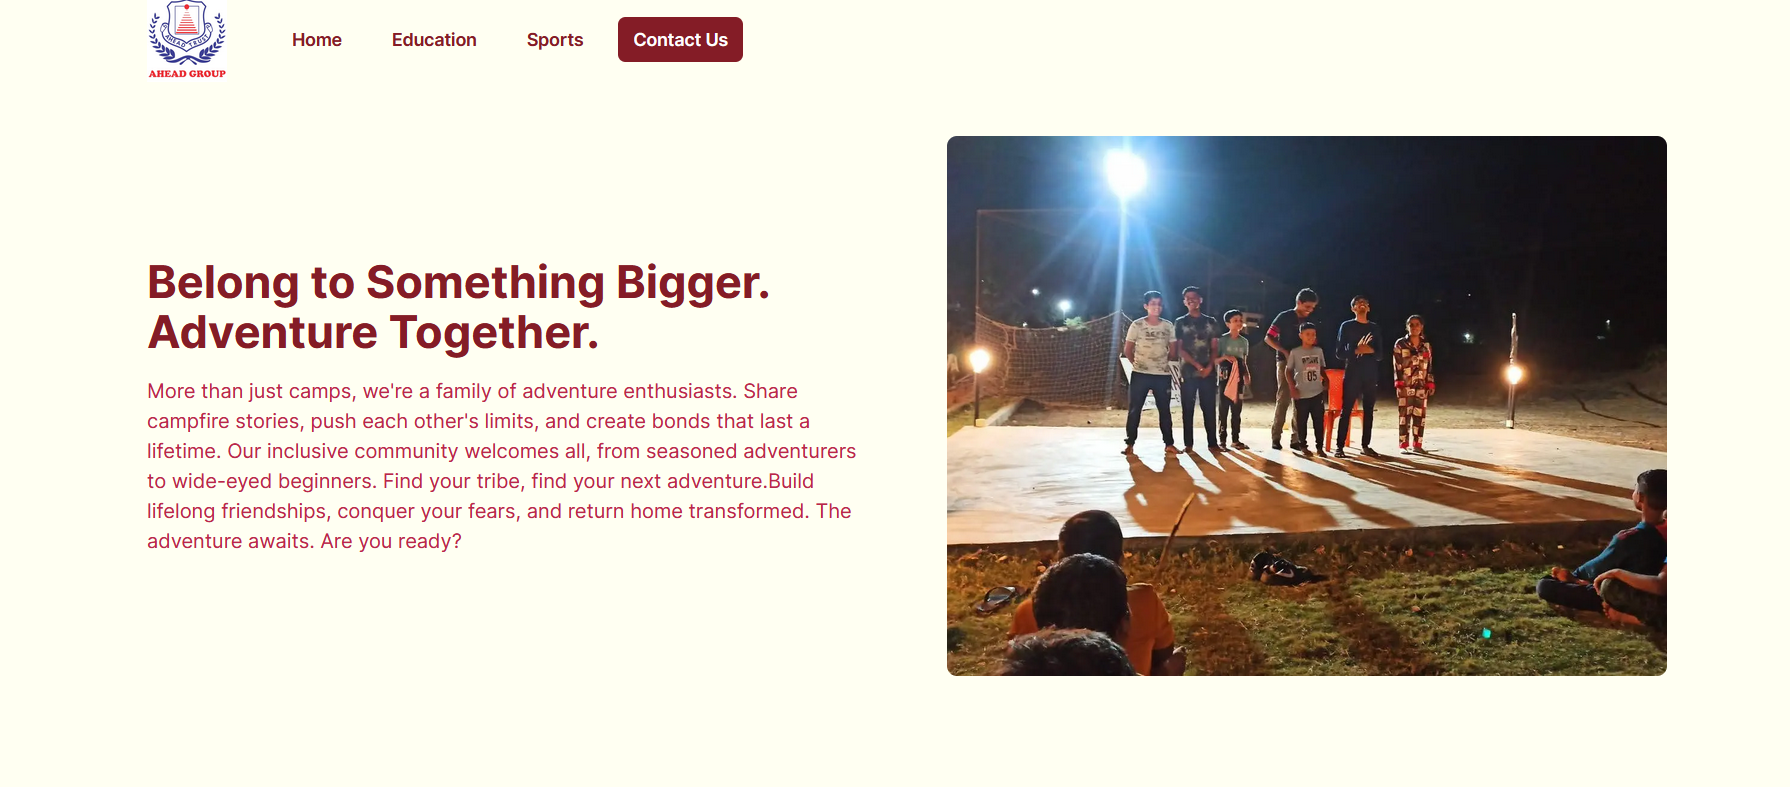 AHEAD TRUST
AHEAD GROUP
Home
Education
Sports
Contact Us
Belong to Something Bigger.
Adventure Together.
More than just camps, we're a family of adventure enthusiasts. Share
campfire stories, push each other's limits, and create bonds that last a
lifetime. Our inclusive community welcomes all, from seasoned adventurers
to wide-eyed beginners. Find your tribe, find your next adventure.Build
lifelong friendships, conquer your fears, and return home transformed. The
adventure awaits. Are you ready?
05